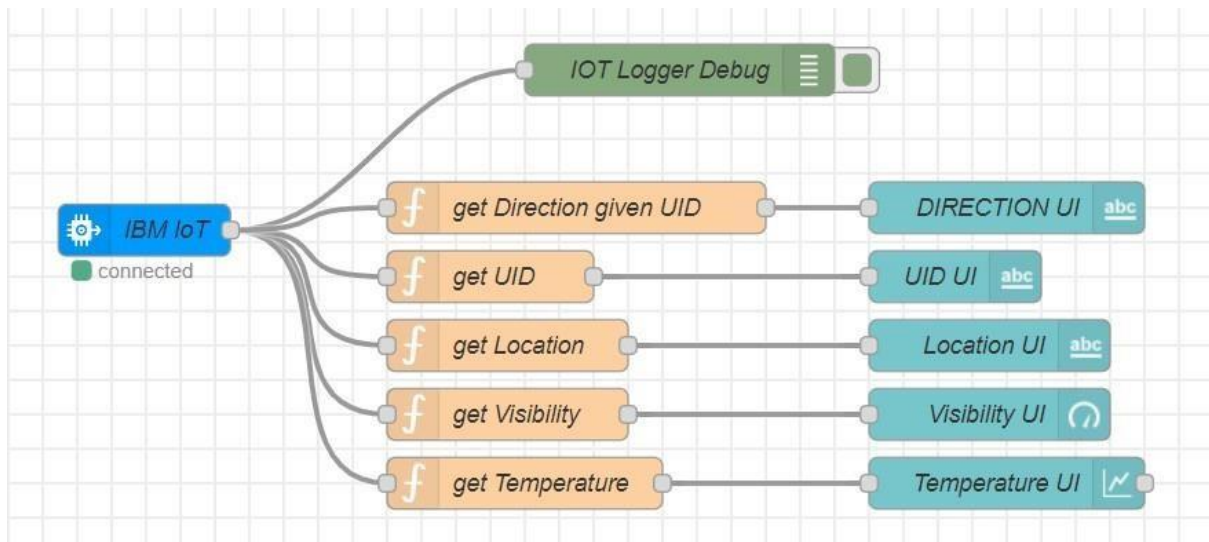 IOT Logger Debug
get Direction given UID
DIRECTION UI
abc
IBM IoT
connected
get UID
UID UI
abc
get Location
Location UI
abc
get Visibility
Visibility UI
get Temperature
Temperature UI